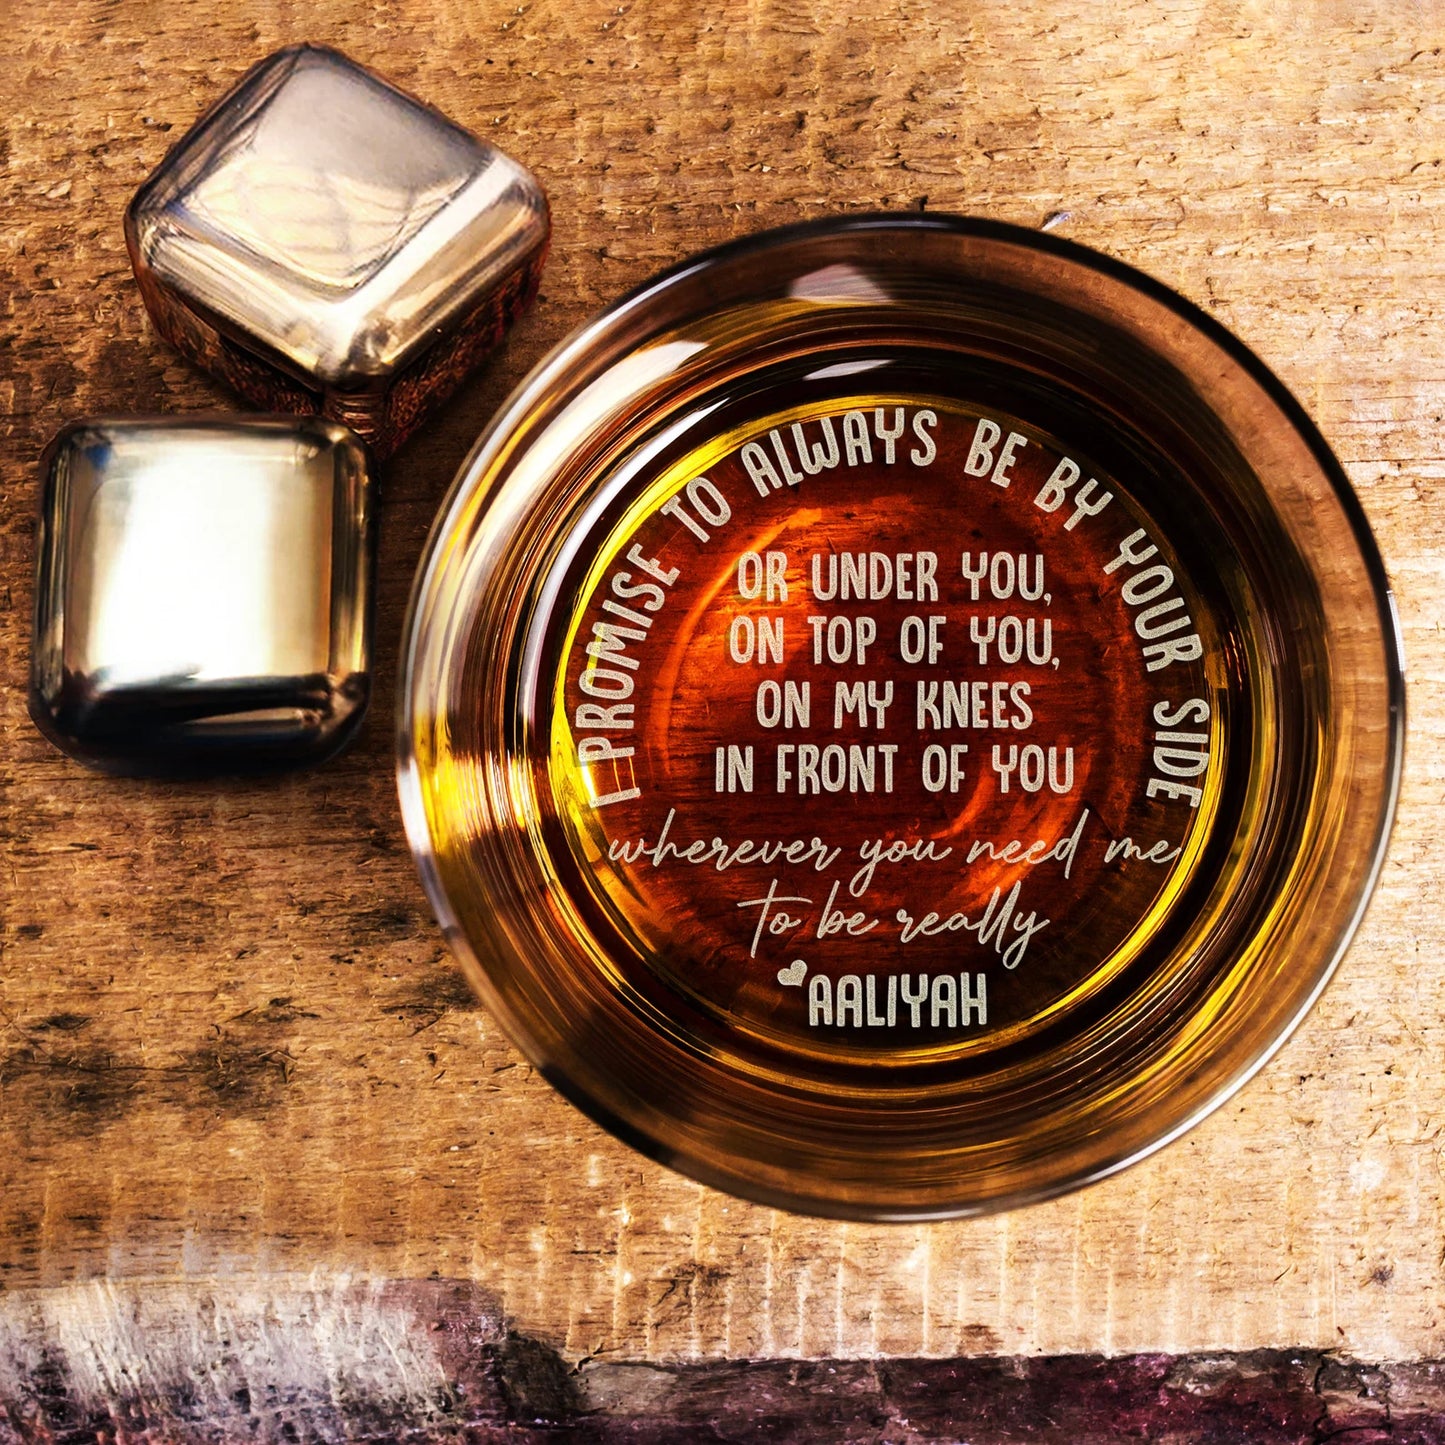 I PROMISE TO ALWAYS BE BY YOUR SIDE
OR UNDER YOU,
ON TOP OF YOU,
ON MY KNEES
IN FRONT OF YOU
wherever you need me
to be really
AALIYAH